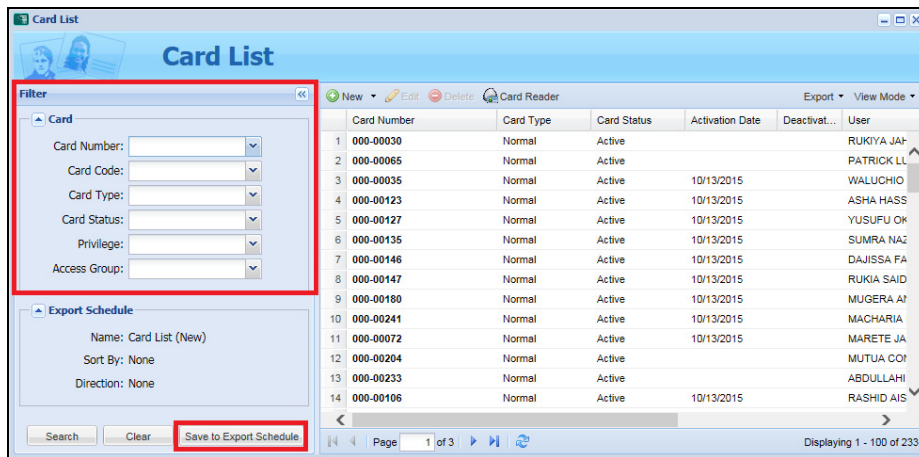 Card List
Card List
Filter
Card
Card Number:
Card Code:
Card Type:
Card Status:
Privilege:
Access Group:
Export Schedule
Name: Card List (New)
Sort By: None
Direction: None
Search Clear Save to Export Schedule
New Edit Delete Card Reader Export View Mode
Card Number Card Type Card Status Activation Date Deactivat... User
1 000-00030 Normal Active RUKIYA JAH
2 000-00065 Normal Active PATRICK LU
3 000-00035 Normal Active 10/13/2015 WALUCHIO
4 000-00123 Normal Active 10/13/2015 ASHA HASS
5 000-00127 Normal Active 10/13/2015 YUSUFU OK
6 000-00135 Normal Active 10/13/2015 SUMRA NAZ
7 000-00146 Normal Active 10/13/2015 DAJISSA FA
8 000-00147 Normal Active 10/13/2015 RUKIA SAID
9 000-00180 Normal Active 10/13/2015 MUGERA AN
10 000-00241 Normal Active 10/13/2015 MACHARIA
11 000-00072 Normal Active 10/13/2015 MARETE JA
12 000-00204 Normal Active MUTUA CON
13 000-00233 Normal Active ABDULLAHI
14 000-00106 Normal Active 10/13/2015 RASHID AIS
Page 1 of 3 Displaying 1 - 100 of 233